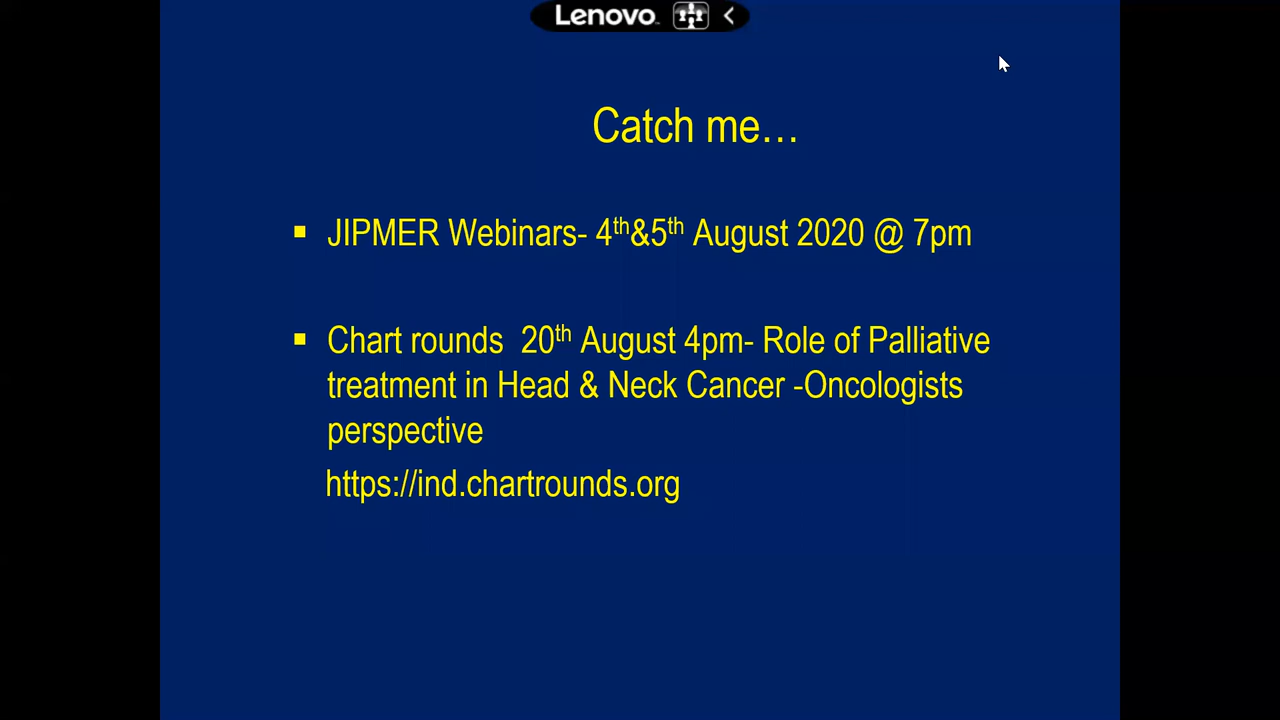 Lenovo
Catch me…
▪ JIPMER Webinars- 4th&5th August 2020 @ 7pm
▪ Chart rounds  20th August 4pm- Role of Palliative
treatment in Head & Neck Cancer -Oncologists
perspective
https://ind.chartrounds.org